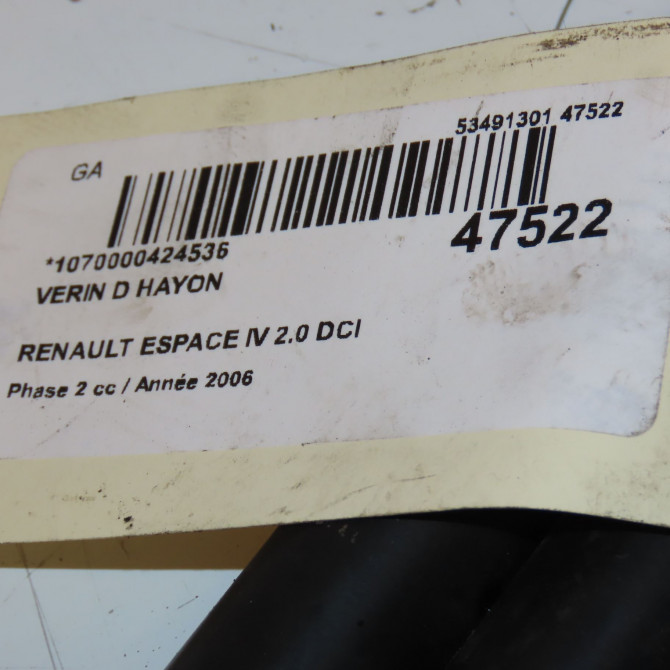 53491301 47522
GA
47522
*1070000424536
VERIN D HAYON
RENAULT ESPACE IV 2.0 DCI
Phase 2 cc / Année 2006